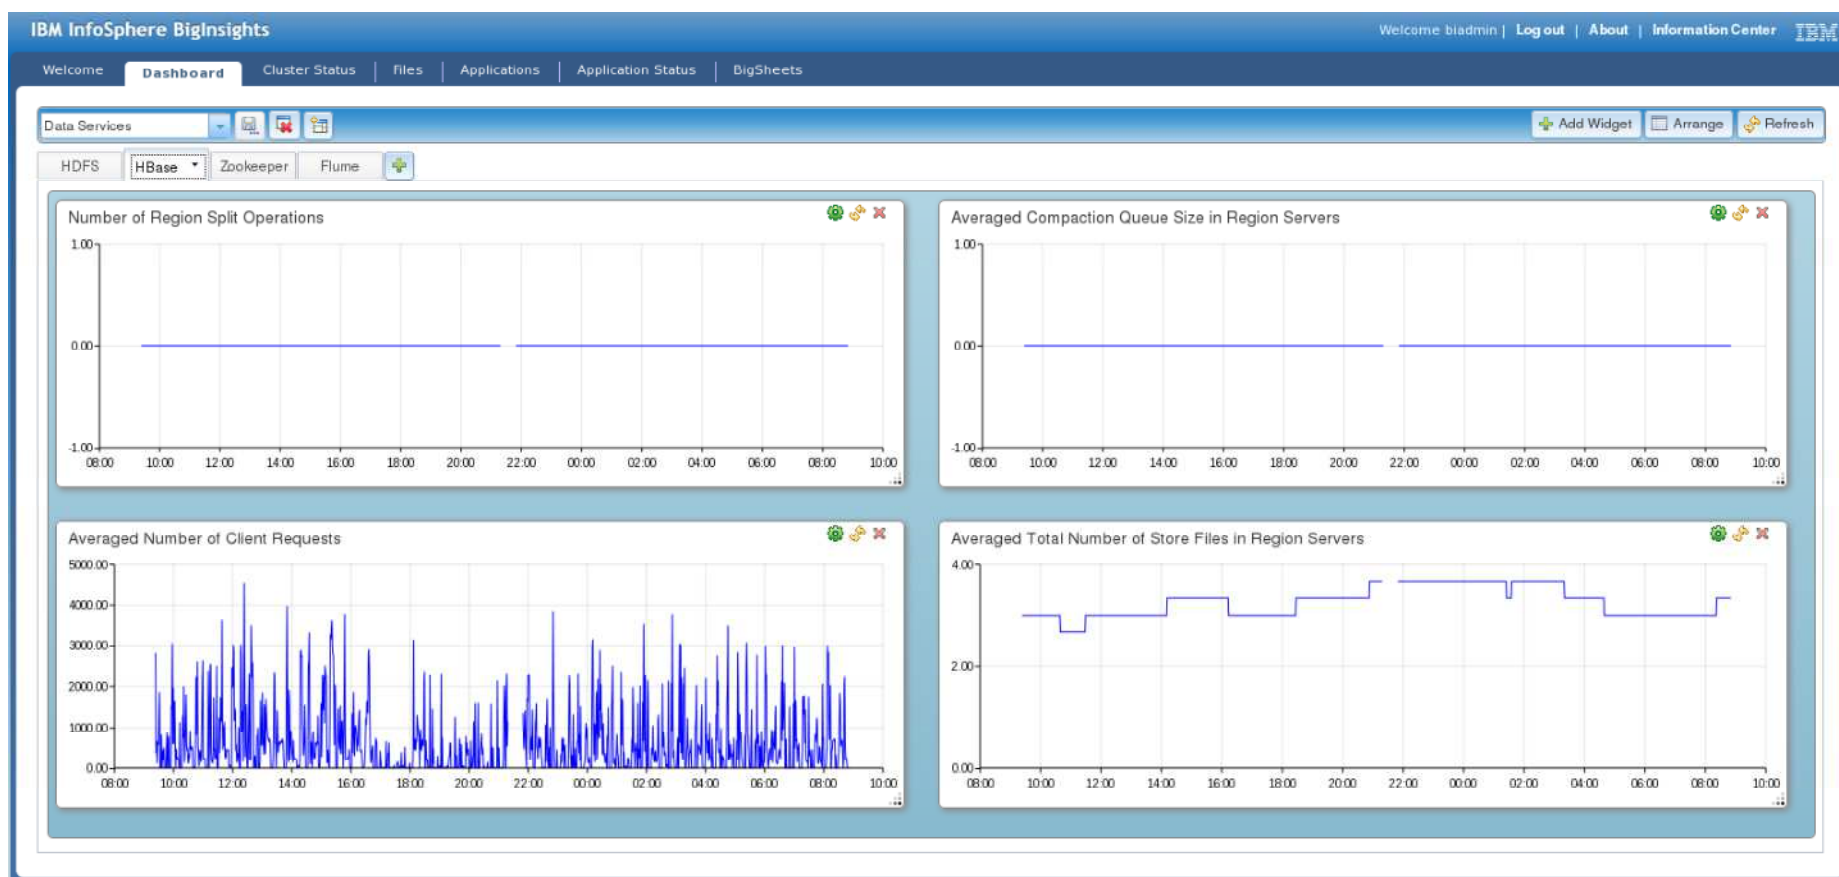 IBM InfoSphere BigInsights
Welcome biadmin | Log out | About | Information Center IBM
Welcome Dashboard Cluster Status Files Applications Application Status BigSheets
Data Services Add Widget Arrange Refresh
HDFS HBase Zookeeper Flume
Number of Region Split Operations
1.00
0.00
-1.00
08:00 10:00 12:00 14:00 16:00 18:00 20:00 22:00 00:00 02:00 04:00 06:00 08:00 10:00
Averaged Compaction Queue Size in Region Servers
1.00
0.00
-1.00
08:00 10:00 12:00 14:00 16:00 18:00 20:00 22:00 00:00 02:00 04:00 06:00 08:00 10:00
Averaged Number of Client Requests
5000.00
4000.00
3000.00
2000.00
1000.00
0.00
08:00 10:00 12:00 14:00 16:00 18:00 20:00 22:00 00:00 02:00 04:00 06:00 08:00 10:00
Averaged Total Number of Store Files in Region Servers
4.00
2.00
0.00
08:00 10:00 12:00 14:00 16:00 18:00 20:00 22:00 00:00 02:00 04:00 06:00 08:00 10:00